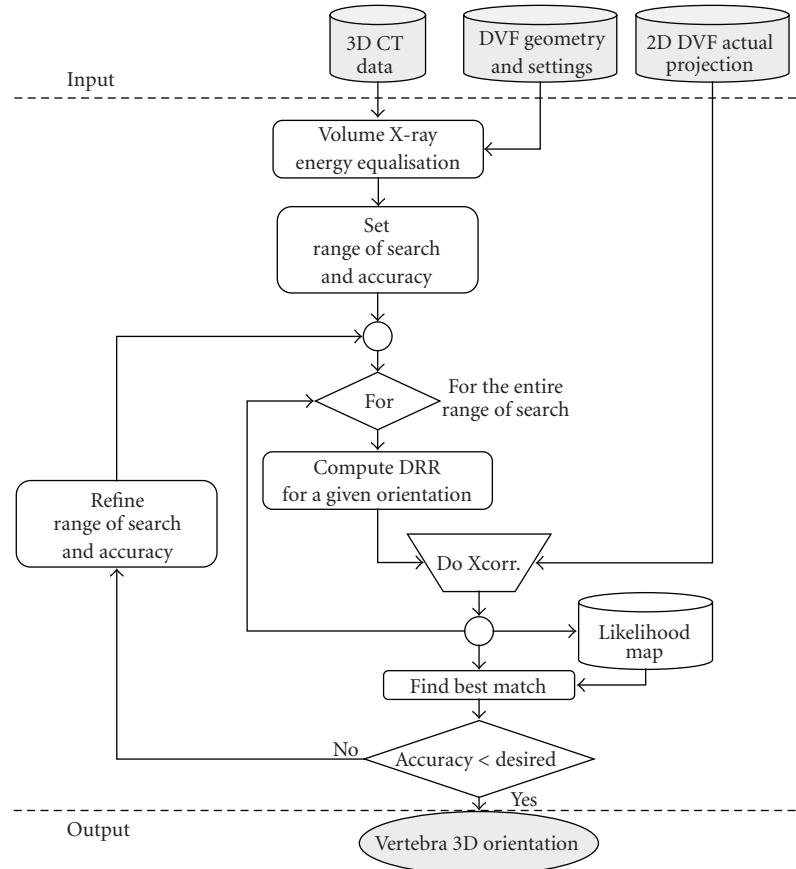 3D CT
data
DVF geometry
and settings
2D DVF actual
projection
Input
Volume X-ray
energy equalisation
Set
range of search
and accuracy
For
For the entire
range of search
Compute DRR
for a given orientation
Refine
range of search
and accuracy
Do Xcorr.
Likelihood
map
Find best match
No
Accuracy < desired
Yes
Output
Vertebra 3D orientation